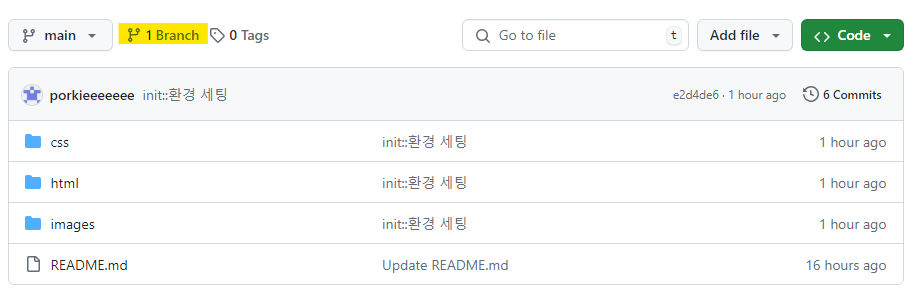 main 1 Branch 0 Tags Go to file t Add file Code
porkieeeeeee init::환경 세팅 e2d4de6 · 1 hour ago 6 Commits
css init::환경 세팅 1 hour ago
html init::환경 세팅 1 hour ago
images init::환경 세팅 1 hour ago
README.md Update README.md 16 hours ago